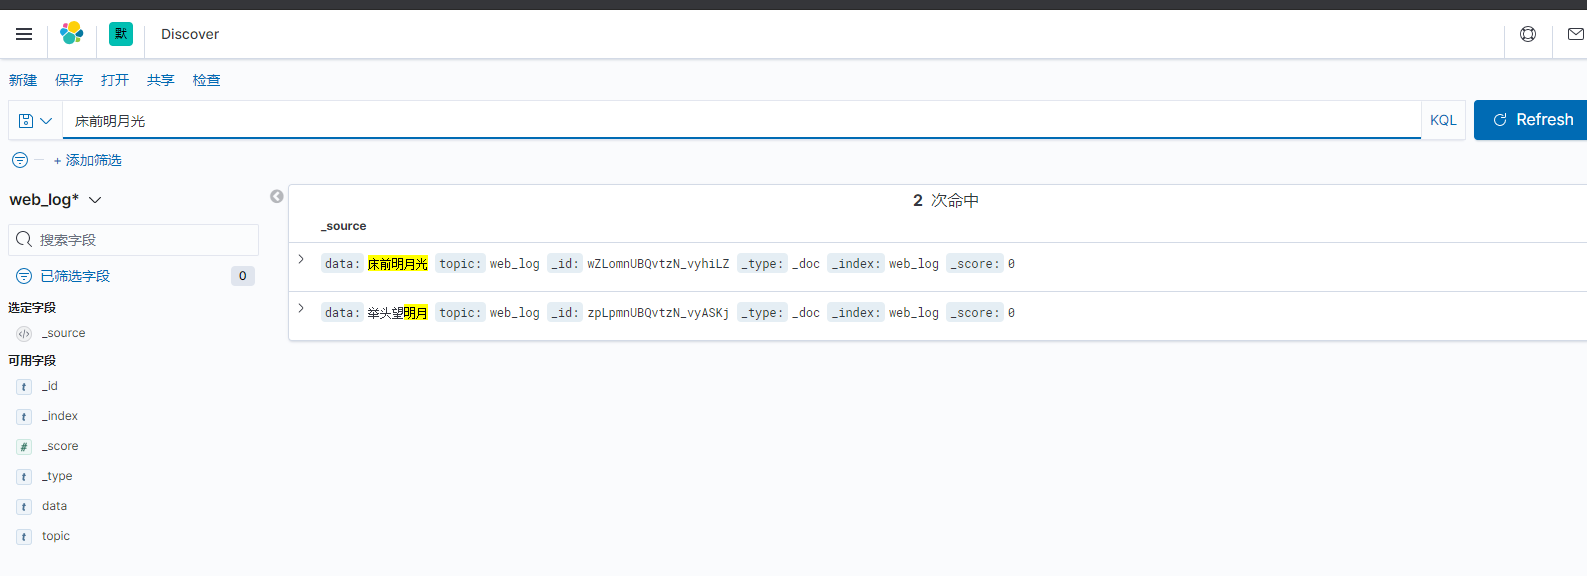 默 Discover
新建 保存 打开 共享 检查
床前明月光 KQL Refresh
+ 添加筛选
web_log*
2 次命中
搜索字段
_source
已筛选字段 0
data: 床前明月光 topic: web_log _id: wZLomnUBQvtzN_vyhiLZ _type: _doc _index: web_log _score: 0
选定字段
data: 举头望明月 topic: web_log _id: zpLpmnUBQvtzN_vyASKj _type: _doc _index: web_log _score: 0
_source
可用字段
t _id
t _index
# _score
t _type
t data
t topic